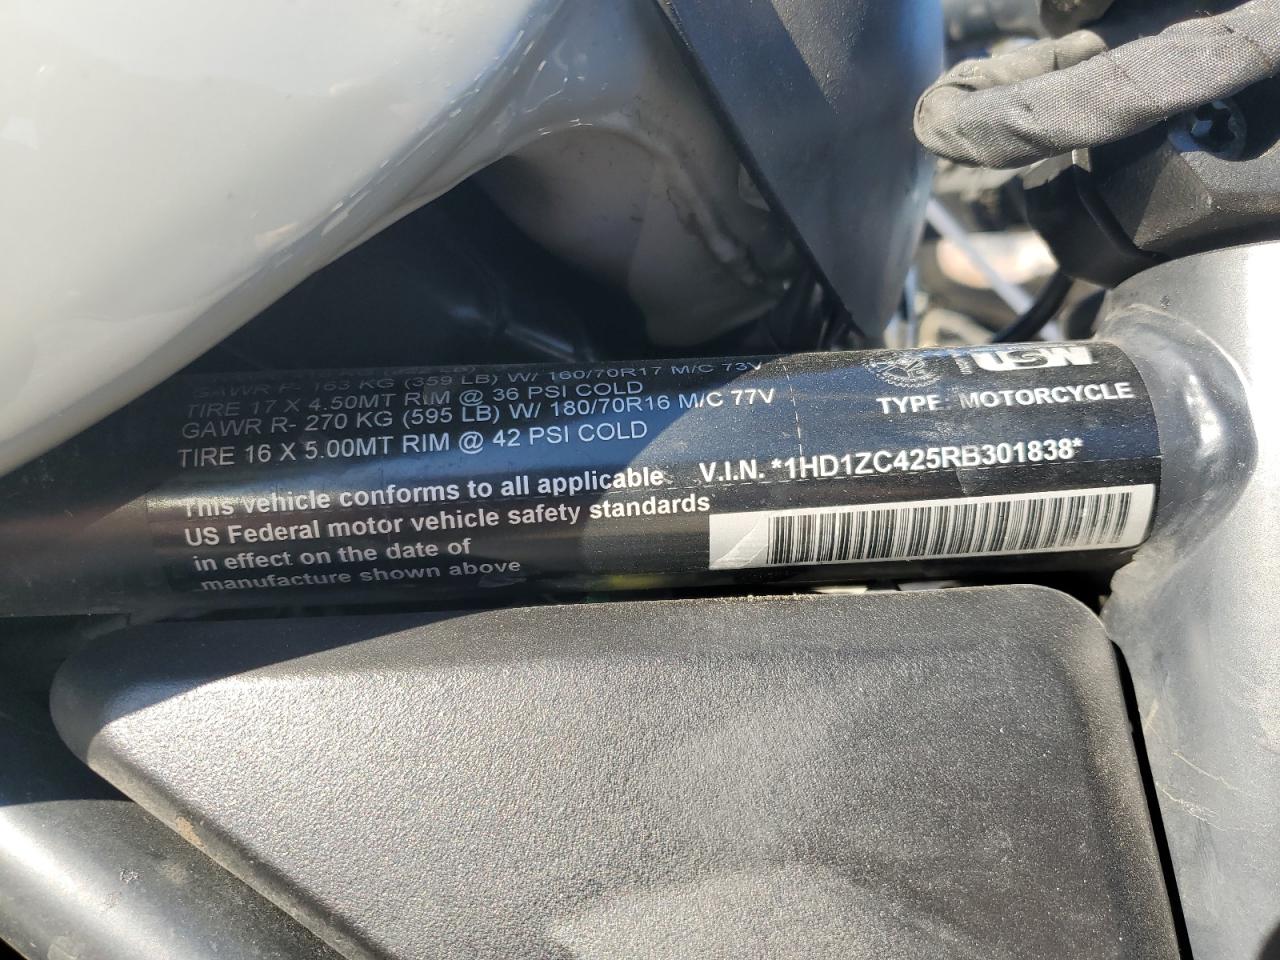 GAWR F- 163 KG (359 LB) W/ 160/70R17 M/C 73V
TIRE 17 X 4.50MT RIM @ 36 PSI COLD
GAWR R- 270 KG (595 LB) W/ 180/70R16 M/C 77V
TIRE 16 X 5.00MT RIM @ 42 PSI COLD
This vehicle conforms to all applicable
US Federal motor vehicle safety standards
in effect on the date of
manufacture shown above
TYPE MOTORCYCLE
V.I.N. *1HD1ZC425RB301838*